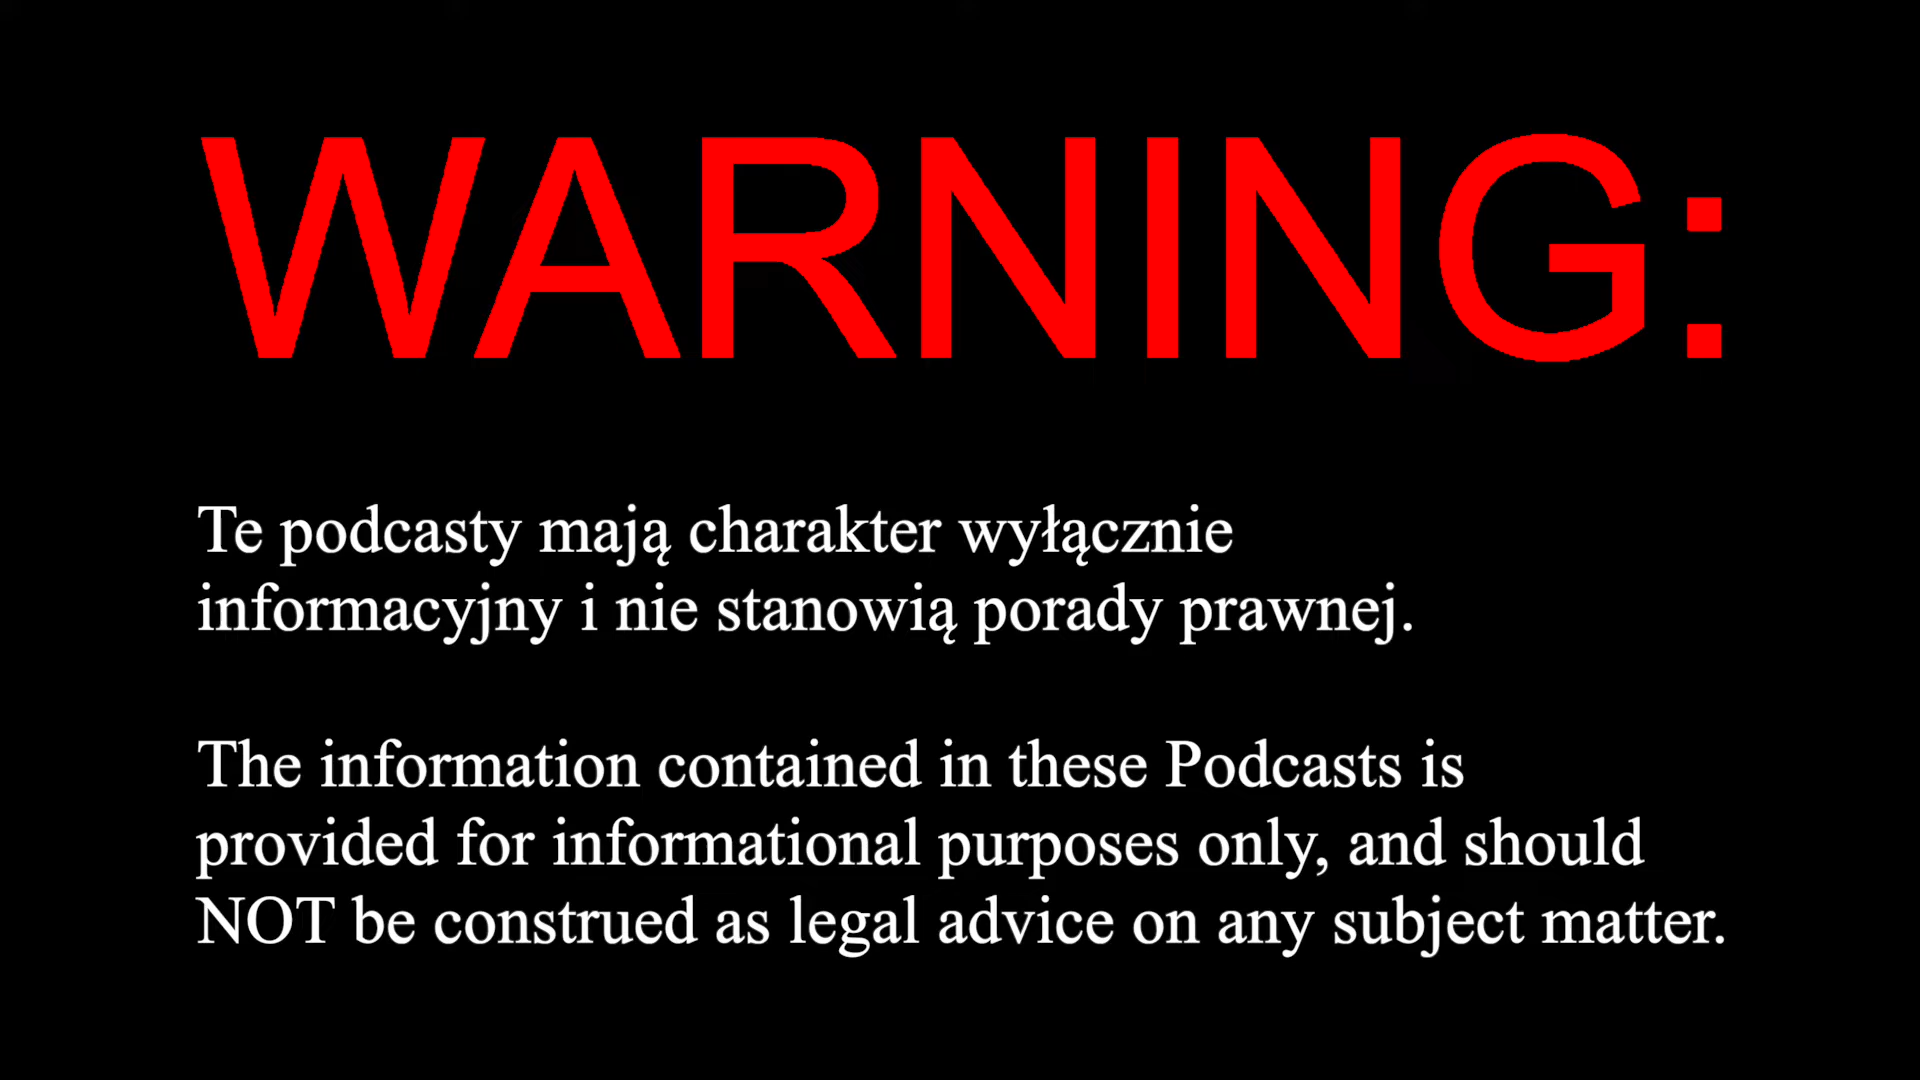 WARNING:
Te podcasty mają charakter wyłącznie
informacyjny i nie stanowią porady prawnej.
The information contained in these Podcasts is
provided for informational purposes only, and should
NOT be construed as legal advice on any subject matter.